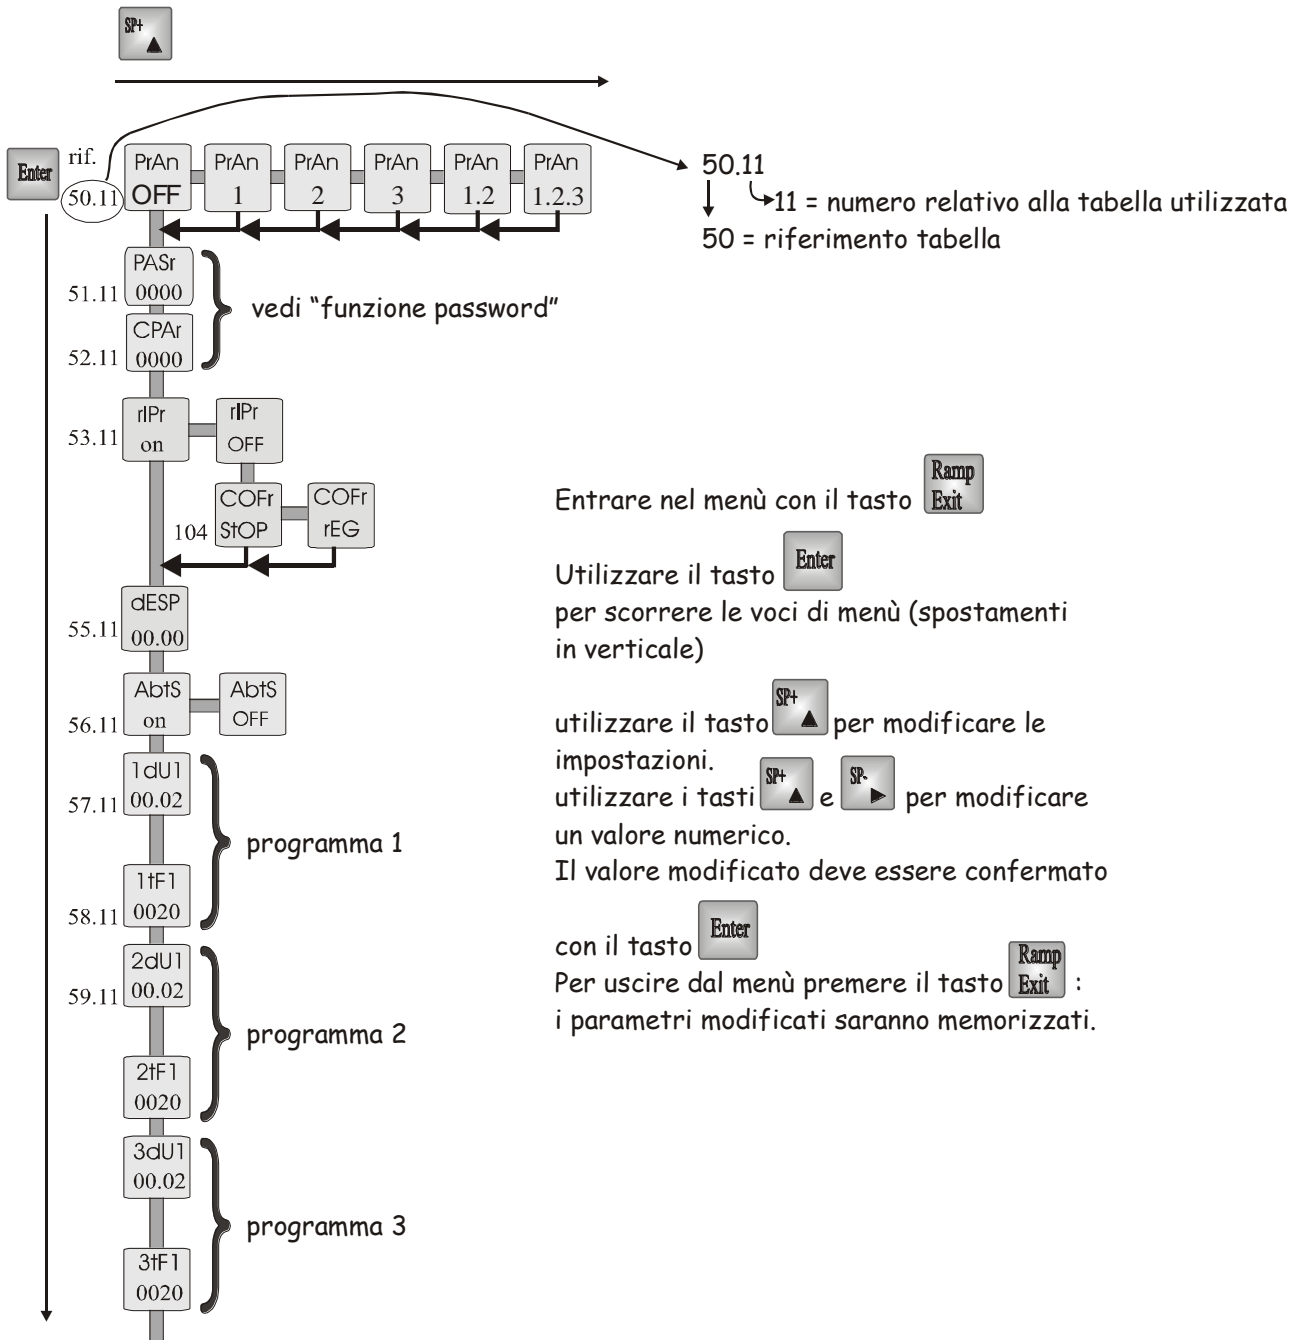 SP+
Enter
rif.
50.11
PrAn
OFF
PrAn
1
PrAn
2
PrAn
3
PrAn
1.2
PrAn
1.2.3
50.11
11 = numero relativo alla tabella utilizzata
50 = riferimento tabella
51.11
PASr
0000
52.11
CPAr
0000
vedi “funzione password”
53.11
rIPr
on
rIPr
OFF
104
COFr
StOP
COFr
rEG
55.11
dESP
00.00
56.11
AbtS
on
AbtS
OFF
57.11
1dU1
00.02
58.11
1tF1
0020
programma 1
59.11
2dU1
00.02
2tF1
0020
programma 2
3dU1
00.02
3tF1
0020
programma 3
Entrare nel menù con il tasto Ramp Exit
Utilizzare il tasto Enter
per scorrere le voci di menù (spostamenti
in verticale)
utilizzare il tasto SP+ per modificare le
impostazioni.
utilizzare i tasti SP+ e SP- per modificare
un valore numerico.
Il valore modificato deve essere confermato
con il tasto Enter
Per uscire dal menù premere il tasto Ramp Exit :
i parametri modificati saranno memorizzati.